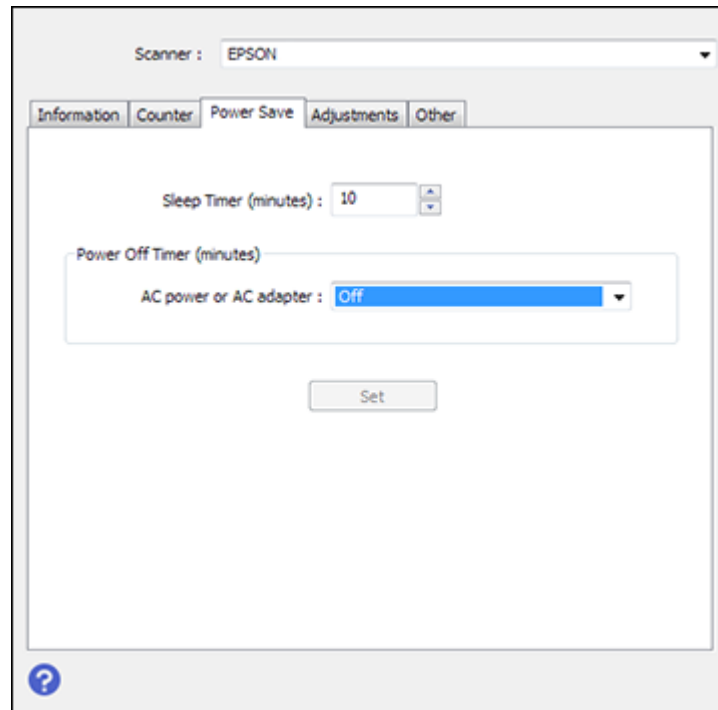 Scanner : EPSON
Information Counter Power Save Adjustments Other
Sleep Timer (minutes) : 10
Power Off Timer (minutes)
AC power or AC adapter : Off
Set
?